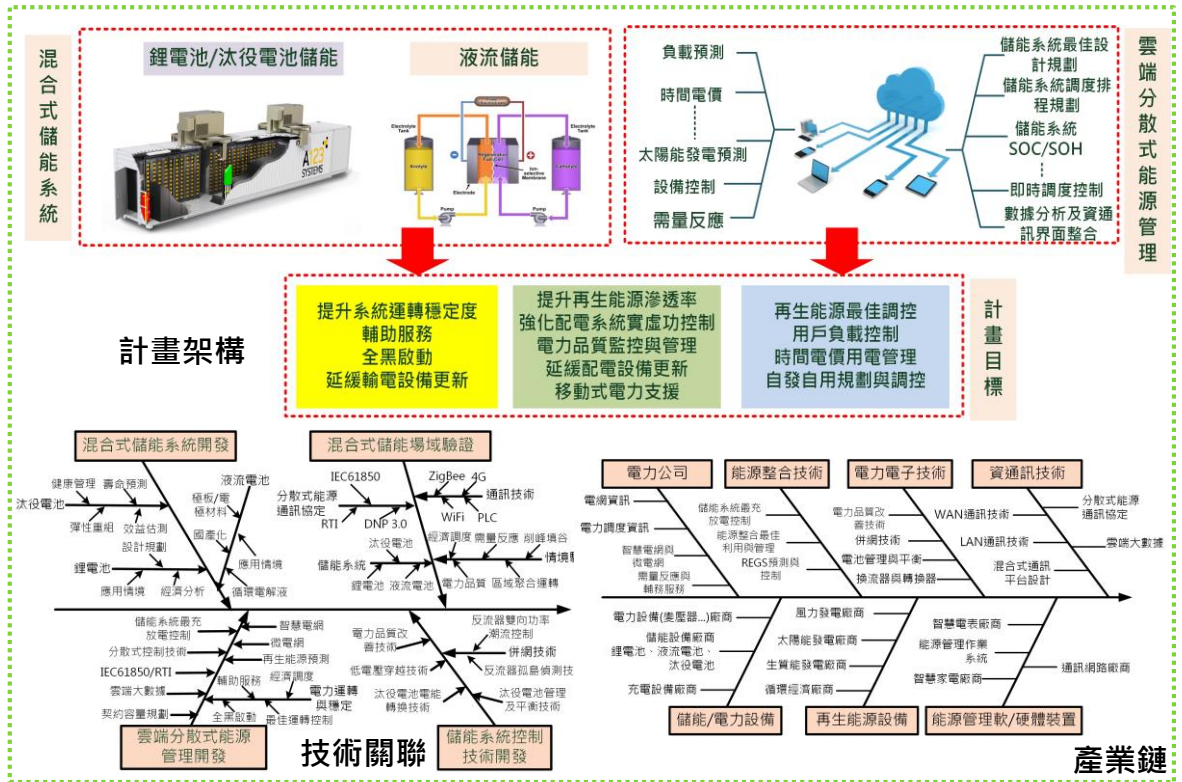 混合式儲能系統
鋰電池/汰役電池儲能
A123
SYSTEMS
液流儲能
Electrolyte
Tank
Electrolyte
Tank
Regenerative
Fuel Cell
Anolyte
Catholyte
Electrode
Ion-
selective
Membrane
Pump
Pump
負載預測
時間電價
太陽能發電預測
設備控制
需量反應
儲能系統最佳設
計規劃
儲能系統調度排
程規劃
儲能系統
SOC/SOH
即時調度控制
數據分析及資通
訊界面整合
雲端分散式能源管理
計畫架構
提升系統運轉穩定度
輔助服務
全黑啟動
延緩輸電設備更新
提升再生能源滲透率
強化配電系統實虛功控制
電力品質監控與管理
延緩配電設備更新
移動式電力支援
再生能源最佳調控
用戶負載控制
時間電價用電管理
自發自用規劃與調控
計畫目標
混合式儲能系統開發
健康管理
壽命預測
汰役電池
彈性重組
效益估測
設計規劃
鋰電池
應用情境
經濟分析
液流電池
極板/電
極材料
國產化
應用情境
循環電解液
混合式儲能場域驗證
IEC61850
分散式能源
通訊協定
RTI
DNP 3.0
ZigBee
4G
通訊技術
WiFi
PLC
汰役電池
儲能系統
鋰電池
液流電池
經濟調度
需量反應
削峰填谷
情境驗
電力品質
區域聚合運轉
儲能系統最充
放電控制
分散式控制技術
IEC61850/RTI
雲端大數據
契約容量規劃
智慧電網
微電網
再生能源預測
輔助服務
經濟調度
電力運轉
與穩定
全黑啟動
最佳運轉控制
雲端分散式能源
管理開發
技術關聯
電力品質改
善技術
低電壓穿越技術
汰役電池電能
轉換技術
反流器雙向功率
潮流控制
併網技術
反流器孤島偵測技
汰役電池管理
及平衡技術
儲能系統控制
技術開發
電力公司
電網資訊
電力調度資訊
智慧電網與
微電網
需量反應與
輔務服務
能源整合技術
儲能系統最充
放電控制
能源整合最佳
利用與管理
REGS預測與
控制
電力電子技術
電力品質改
善技術
併網技術
電池管理與平衡
換流器與轉換器
資通訊技術
WAN通訊技術
LAN通訊技術
混合式通訊
平台設計
分散式能源
通訊協定
雲端大數據
電力設備(變壓器...)廠商
儲能設備廠商
鋰電池、液流電池、
汰役電池
充電設備廠商
儲能/電力設備
風力發電廠商
太陽能發電廠商
生質能發電廠商
循環經濟廠商
再生能源設備
智慧電表廠商
能源管理作業
系統
智慧家電廠商
通訊網路廠商
能源管理軟/硬體裝置
產業鏈